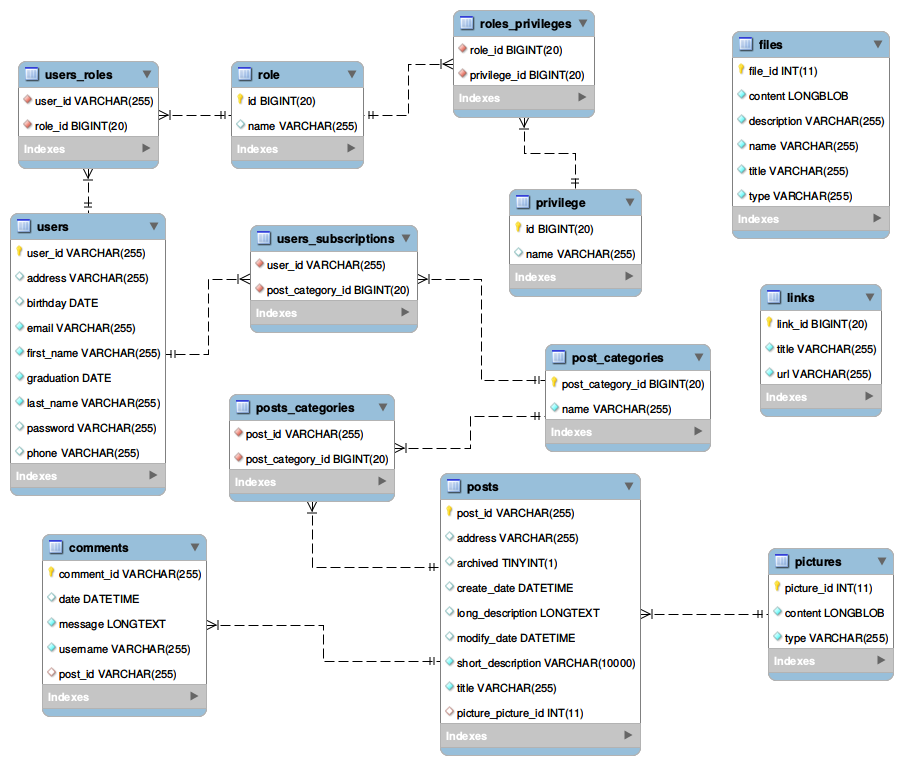 roles_privileges
role_id BIGINT(20)
privilege_id BIGINT(20)
Indexes
files
file_id INT(11)
content LONGBLOB
description VARCHAR(255)
name VARCHAR(255)
title VARCHAR(255)
type VARCHAR(255)
Indexes
users_roles
user_id VARCHAR(255)
role_id BIGINT(20)
Indexes
role
id BIGINT(20)
name VARCHAR(255)
Indexes
privilege
id BIGINT(20)
name VARCHAR(255)
Indexes
users
user_id VARCHAR(255)
address VARCHAR(255)
birthday DATE
email VARCHAR(255)
first_name VARCHAR(255)
graduation DATE
last_name VARCHAR(255)
password VARCHAR(255)
phone VARCHAR(255)
Indexes
users_subscriptions
user_id VARCHAR(255)
post_category_id BIGINT(20)
Indexes
links
link_id BIGINT(20)
title VARCHAR(255)
url VARCHAR(255)
Indexes
post_categories
post_category_id BIGINT(20)
name VARCHAR(255)
Indexes
posts_categories
post_id VARCHAR(255)
post_category_id BIGINT(20)
Indexes
posts
post_id VARCHAR(255)
address VARCHAR(255)
archived TINYINT(1)
create_date DATETIME
long_description LONGTEXT
modify_date DATETIME
short_description VARCHAR(10000)
title VARCHAR(255)
picture_picture_id INT(11)
Indexes
comments
comment_id VARCHAR(255)
date DATETIME
message LONGTEXT
username VARCHAR(255)
post_id VARCHAR(255)
Indexes
pictures
picture_id INT(11)
content LONGBLOB
type VARCHAR(255)
Indexes